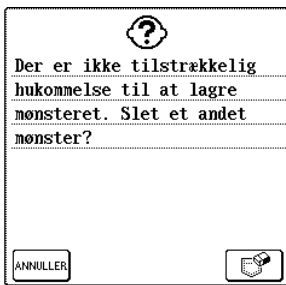 Der er ikke tilstrækkelig
hukommelse til at lagre
mønsteret. Slet et andet
mønster?
ANNULLER